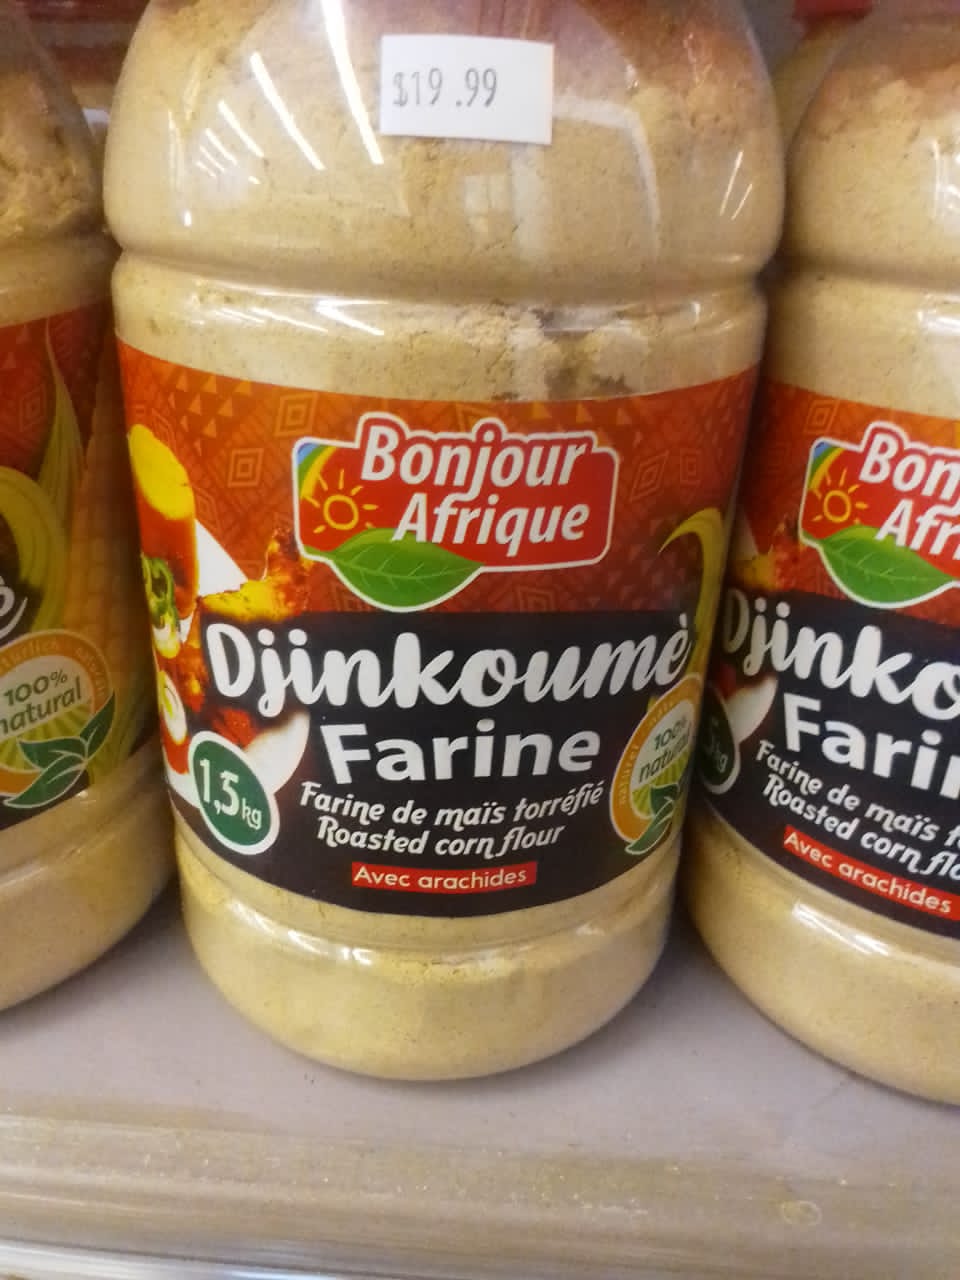 $19.99
Bonjour
Afrique
Djinkoumè
Farine
1,5kg
Farine de maïs torréfié
Roasted corn flour
Avec arachides
100%
natural
100%
natural
Bon
Afri
Djinko
Farin
Farine de maïs t
Roasted corn flo
Avec arachides